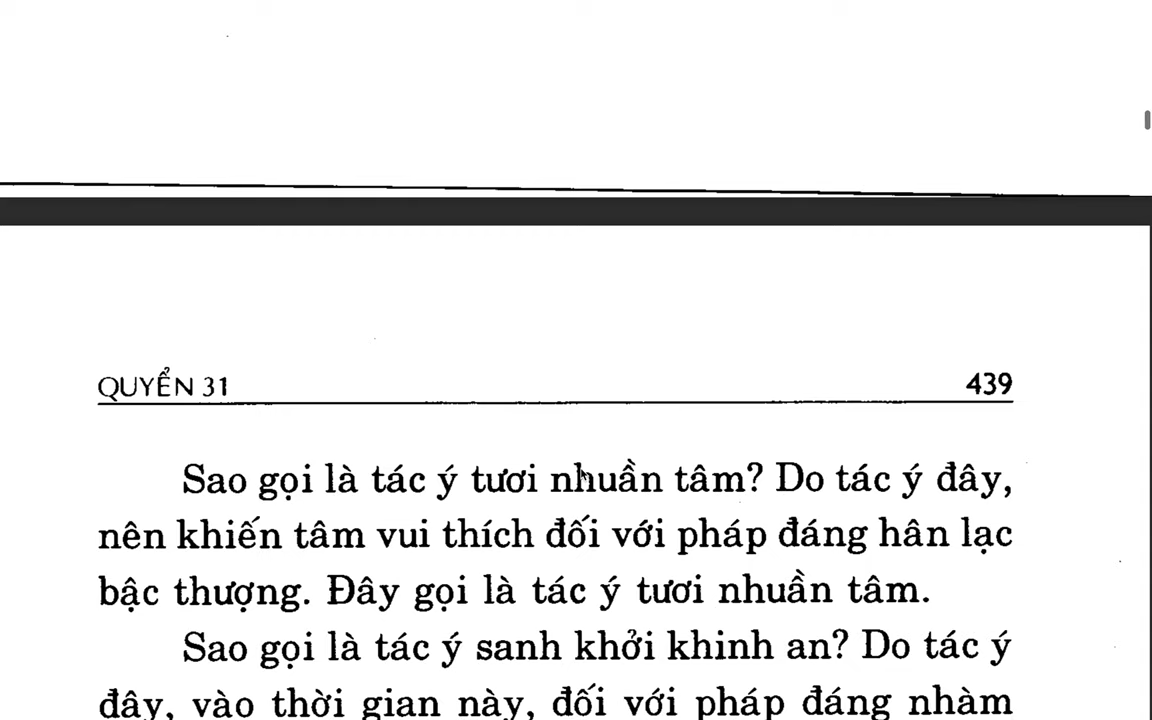 QUYỂN 31 439
Sao gọi là tác ý tươi nhuần tâm? Do tác ý đây,
nên khiến tâm vui thích đối với pháp đáng hân lạc
bậc thượng. Đây gọi là tác ý tươi nhuần tâm.
Sao gọi là tác ý sanh khởi khinh an? Do tác ý
đây, vào thời gian này, đối với pháp đáng nhàm